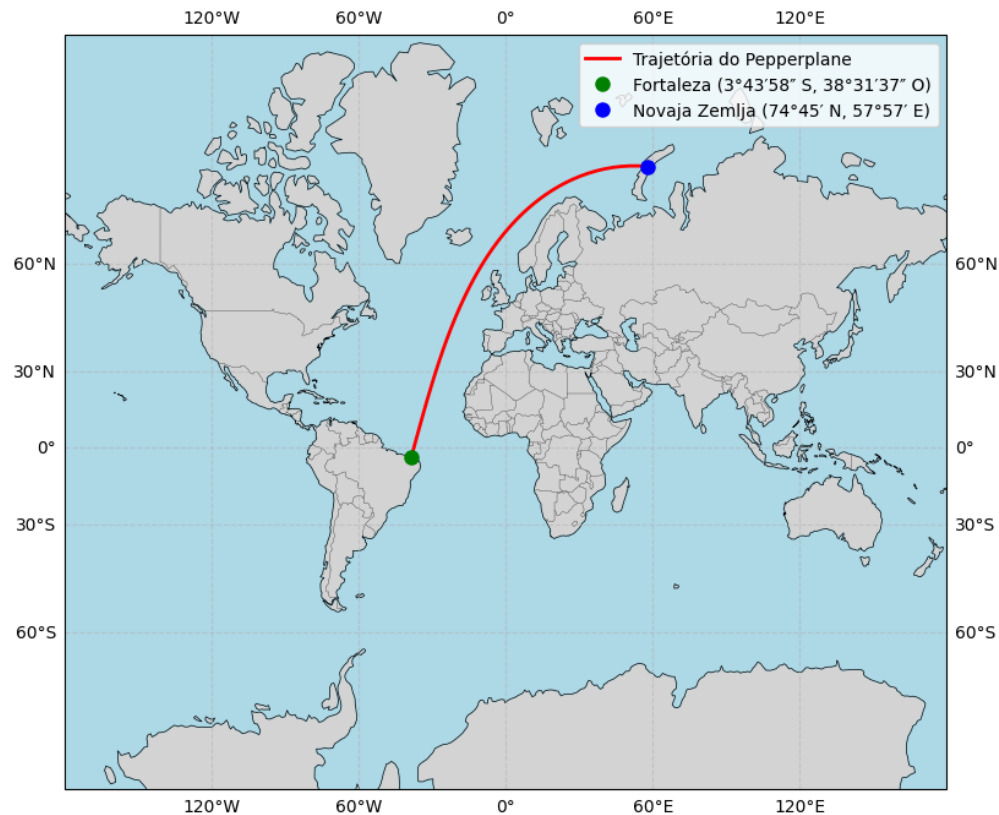 120°W 60°W 0° 60°E 120°E
Trajetória do Pepperplane
Fortaleza (3°43′58″ S, 38°31′37″ O)
Novaja Zemlja (74°45′ N, 57°57′ E)
60°N 60°N
30°N 30°N
0° 0°
30°S 30°S
60°S 60°S
120°W 60°W 0° 60°E 120°E